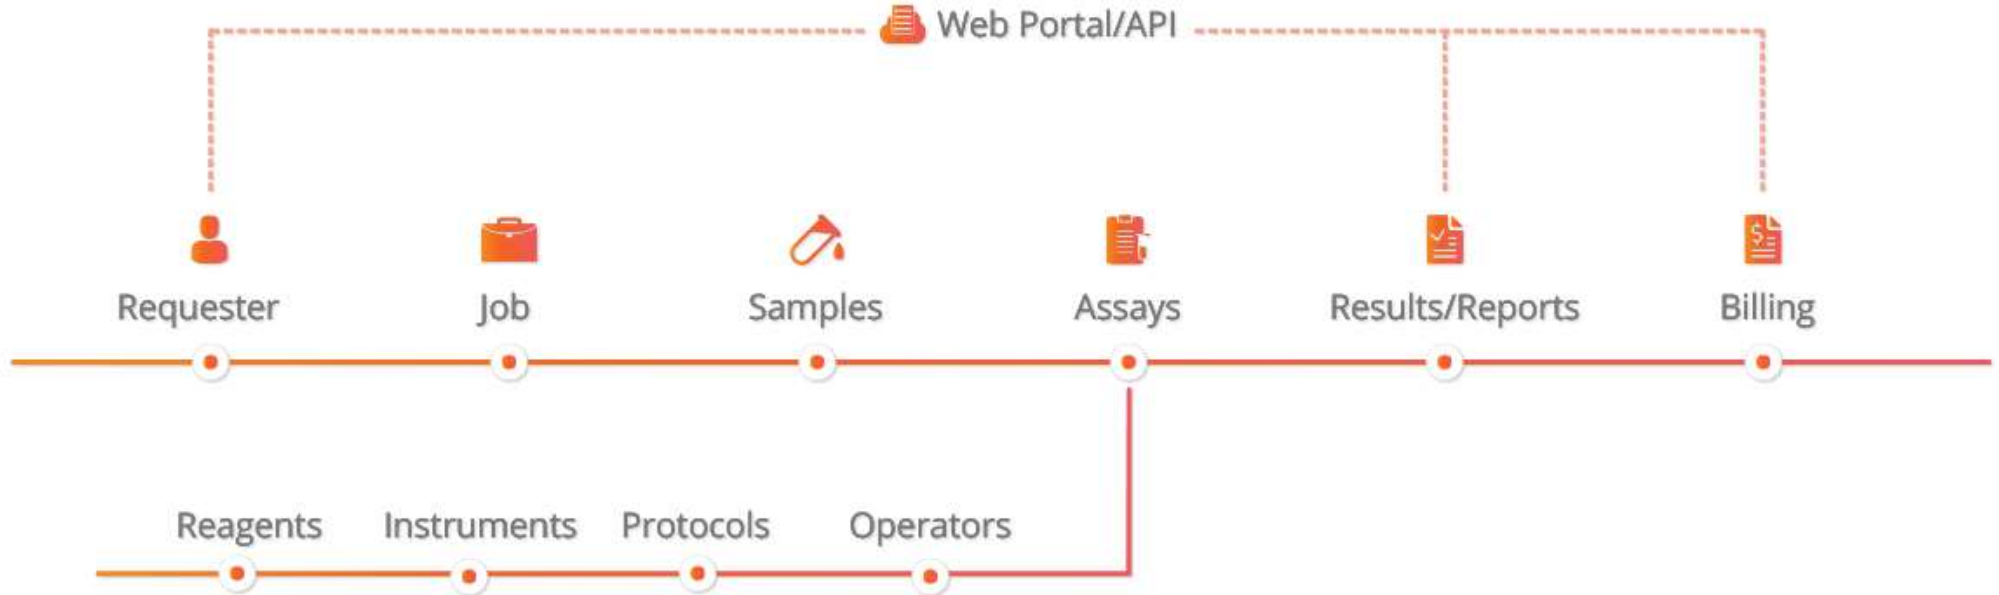 Web Portal/API
Requester Job Samples Assays Results/Reports Billing
Reagents Instruments Protocols Operators